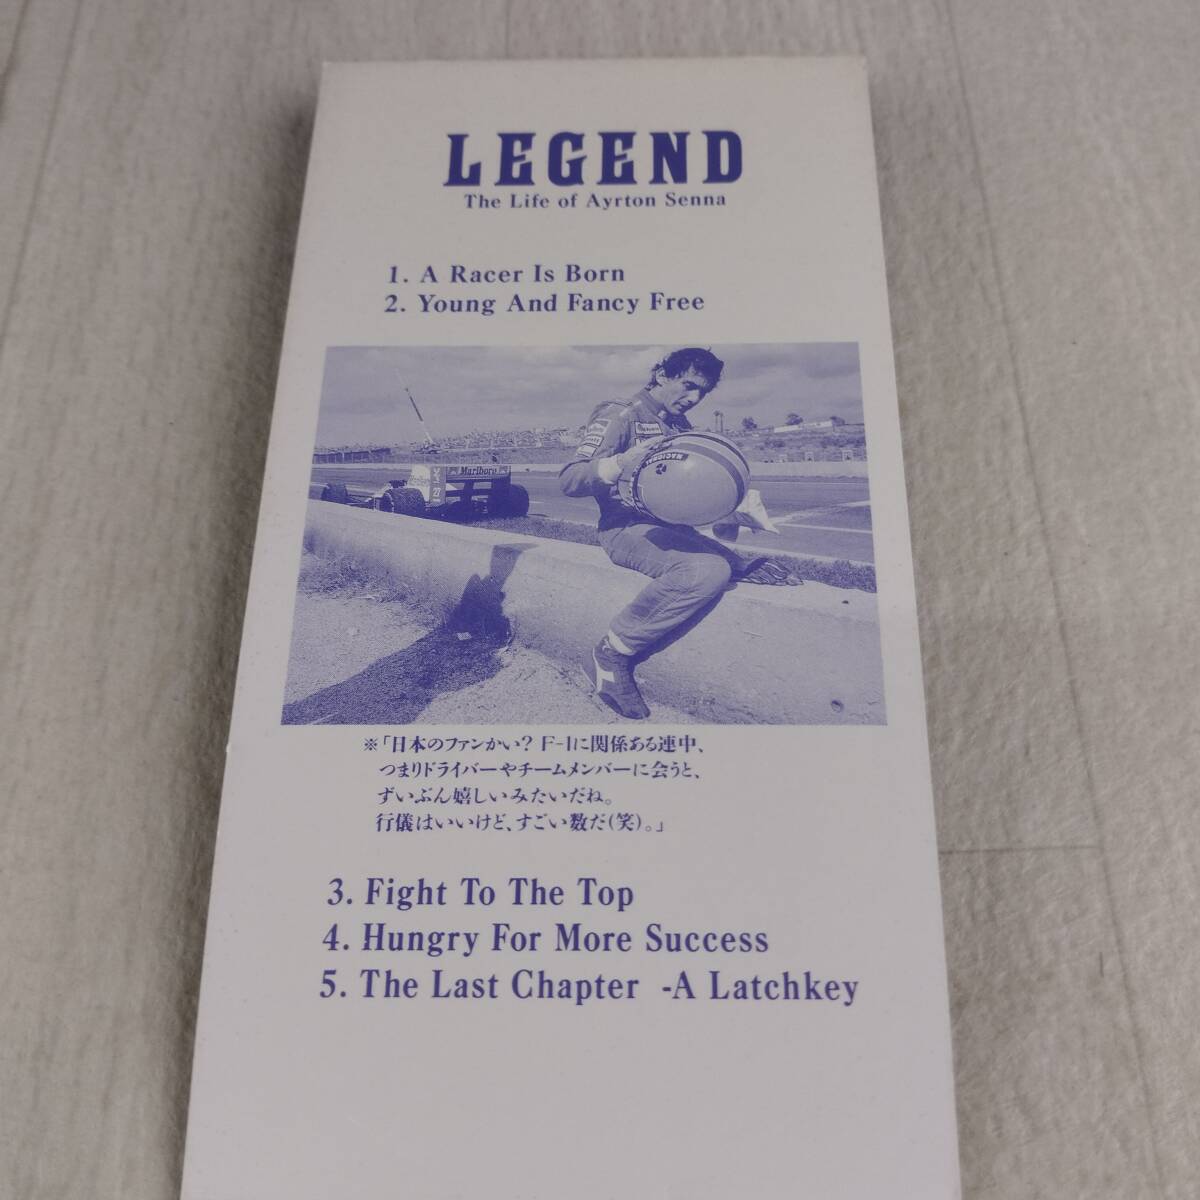 LEGEND
The Life of Ayrton Senna
1. A Racer Is Born
2. Young And Fancy Free
Marlboro
NACIONAL
※「日本のファンかい? F-1に関係ある連中、
つまりドライバーやチームメンバーに会うと、
ずいぶん嬉しいみたいだね。
行儀はいいけど、すごい数だ(笑)。」
3. Fight To The Top
4. Hungry For More Success
5. The Last Chapter -A Latchkey